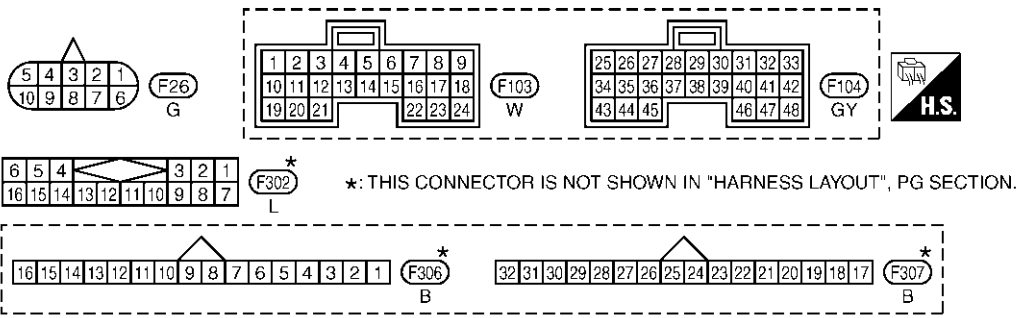 5 4 3 2 1
10 9 8 7 6
F26
G
1 2 3 4 5 6 7 8 9
10 11 12 13 14 15 16 17 18
19 20 21 22 23 24
F103
W
25 26 27 28 29 30 31 32 33
34 35 36 37 38 39 40 41 42
43 44 45 46 47 48
F104
GY
H.S.
6 5 4 3 2 1
16 15 14 13 12 11 10 9 8 7
*
F302
L
*: THIS CONNECTOR IS NOT SHOWN IN "HARNESS LAYOUT", PG SECTION.
16 15 14 13 12 11 10 9 8 7 6 5 4 3 2 1
*
F306
B
32 31 30 29 28 27 26 25 24 23 22 21 20 19 18 17
*
F307
B